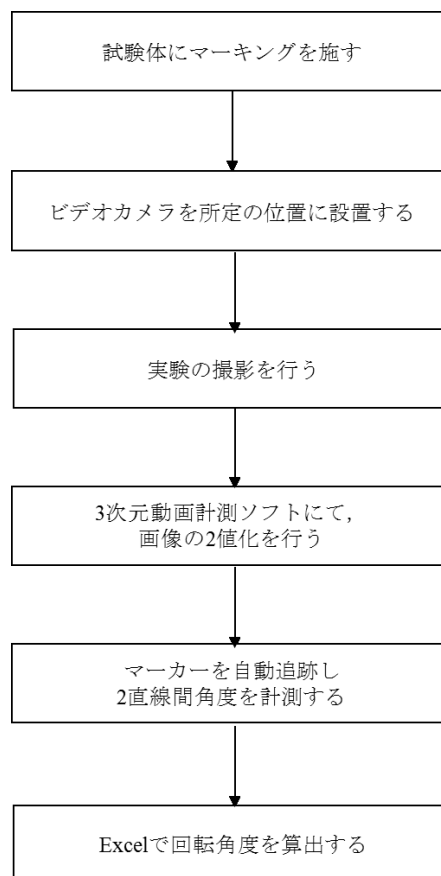 試験体にマーキングを施す
ビデオカメラを所定の位置に設置する
実験の撮影を行う
3次元動画計測ソフトにて,
画像の2値化を行う
マーカーを自動追跡し
2直線間角度を計測する
Excelで回転角度を算出する